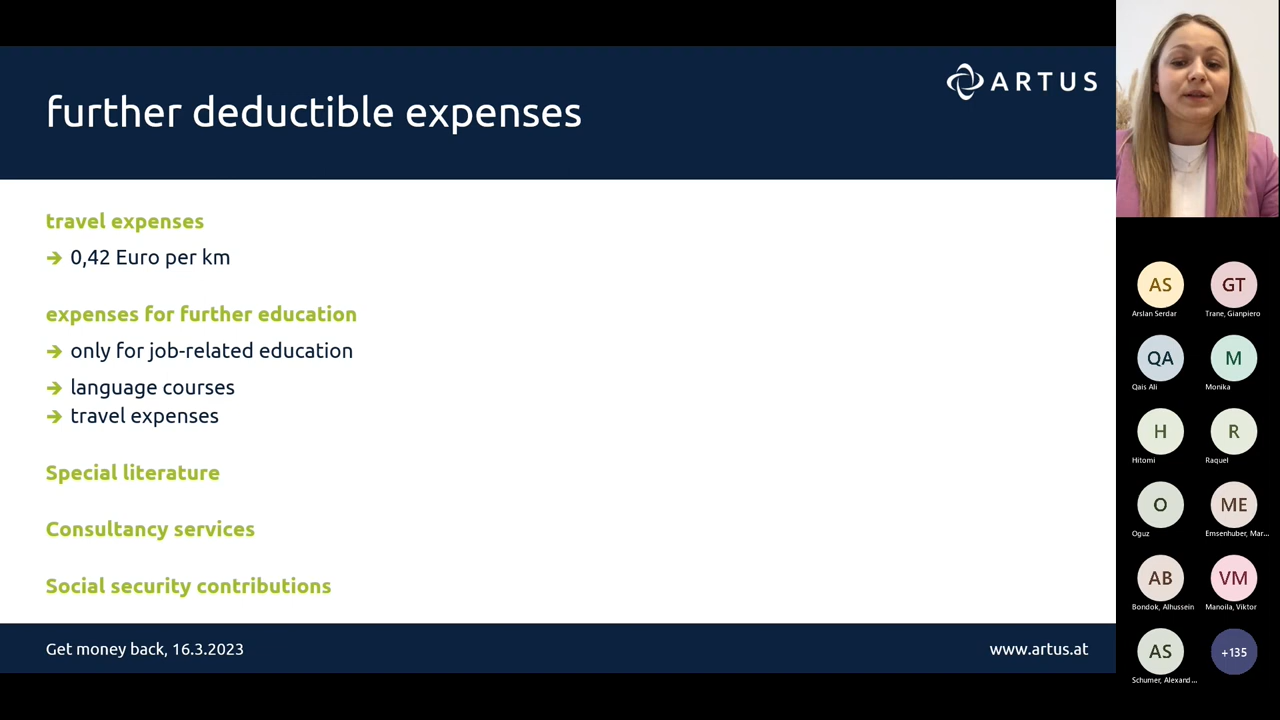 ARTUS
further deductible expenses
travel expenses
→ 0,42 Euro per km
expenses for further education
→ only for job-related education
→ language courses
→ travel expenses
Special literature
Consultancy services
Social security contributions
Get money back, 16.3.2023
www.artus.at
AS
GT
Arslan Serdar
Trane, Gianpiero
QA
M
Qais Ali
Monika
H
R
Hitomi
Raquel
O
ME
Oguz
Emsenhuber, Mar...
AB
VM
Bondok, Alhussein
Manoila, Viktor
AS
+135
Schumer, Alexand...